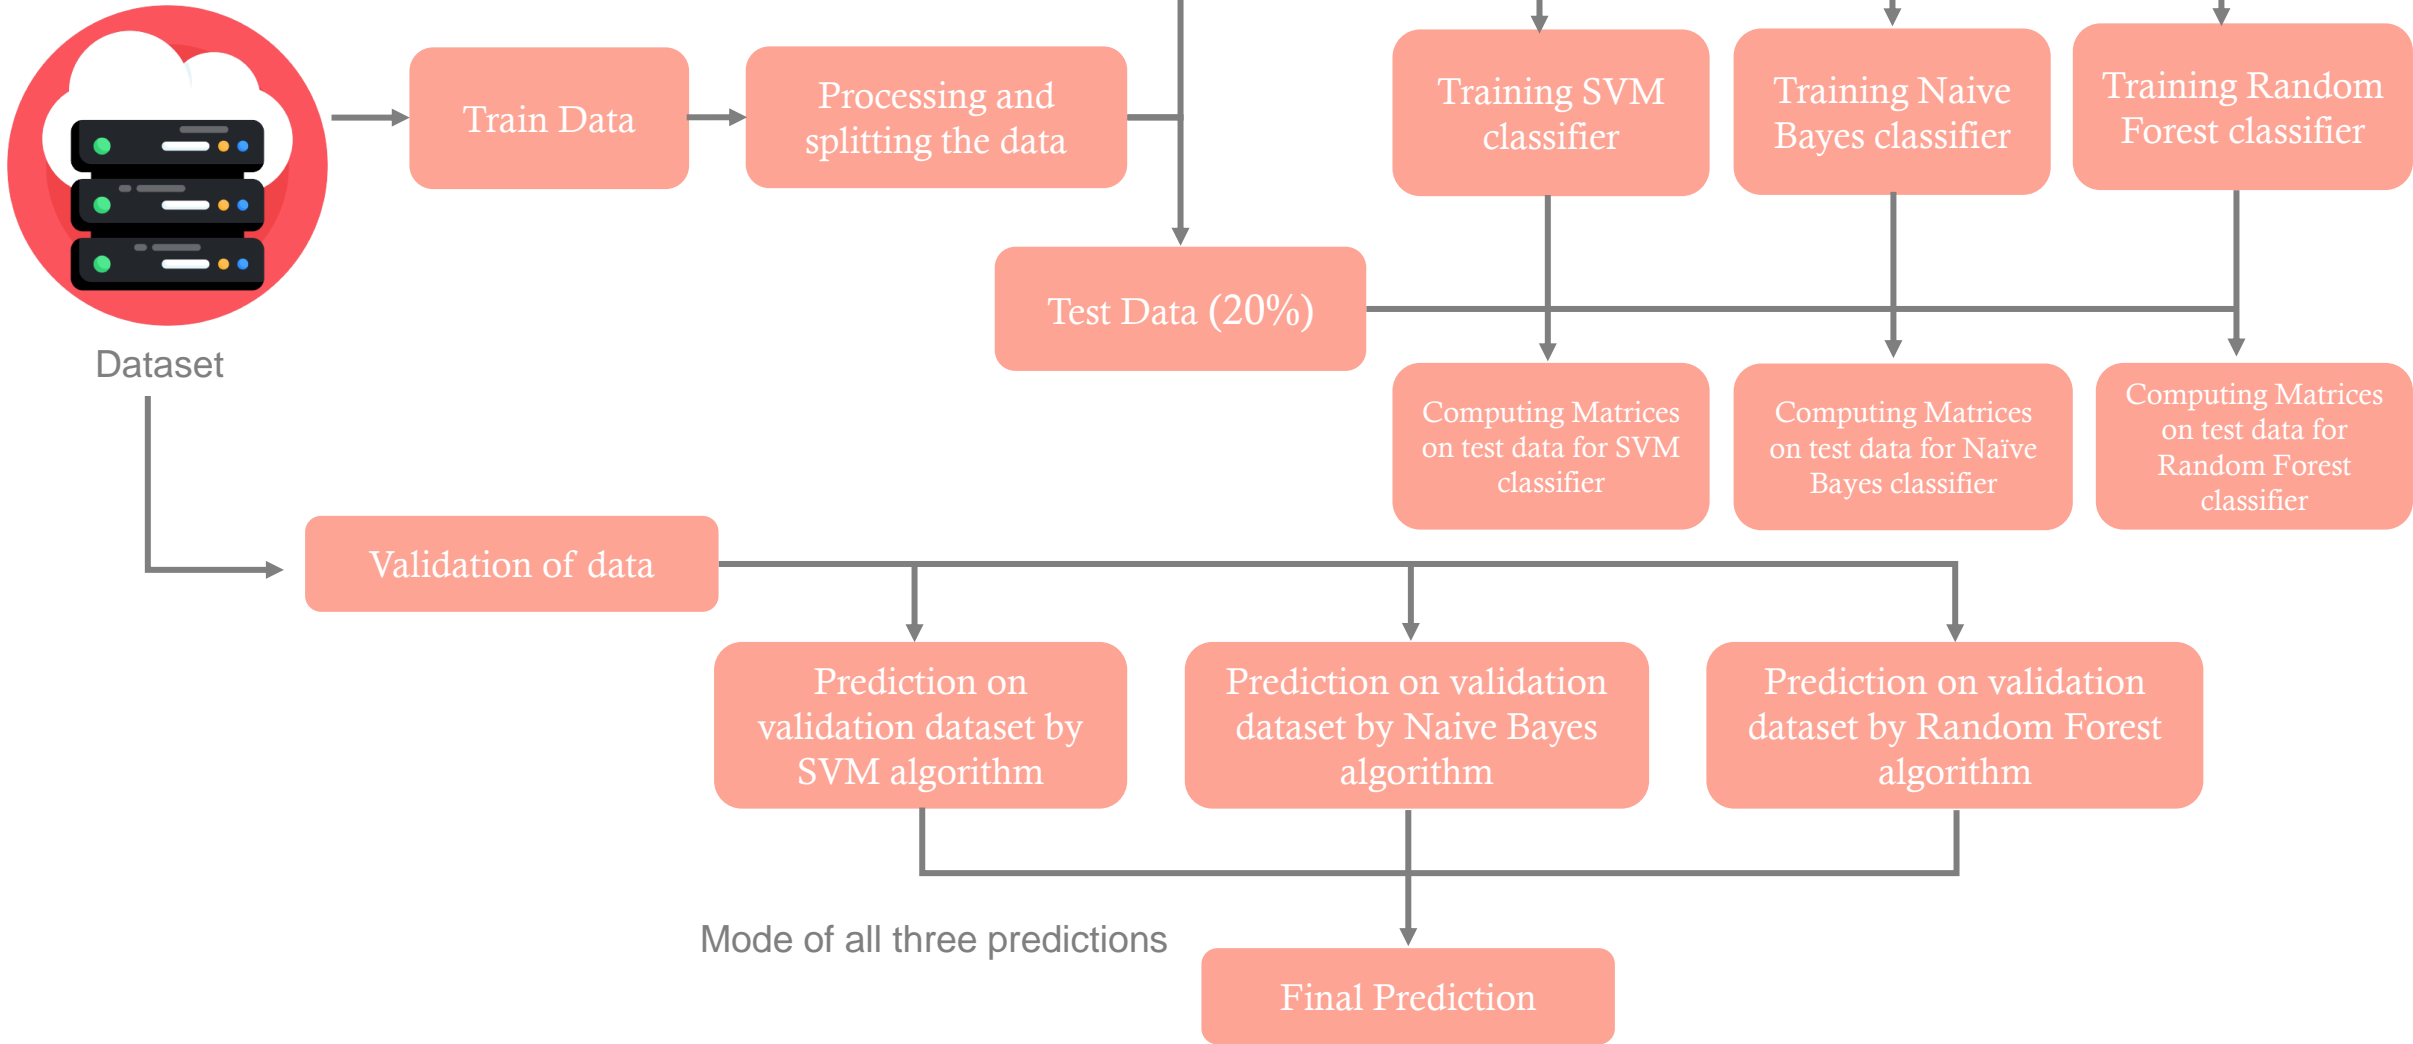 Train Data
Processing and
splitting the data
Training SVM
classifier
Training Naive
Bayes classifier
Training Random
Forest classifier
Test Data (20%)
Dataset
Computing Matrices
on test data for SVM
classifier
Computing Matrices
on test data for Naïve
Bayes classifier
Computing Matrices
on test data for
Random Forest
classifier
Validation of data
Prediction on
validation dataset by
SVM algorithm
Prediction on validation
dataset by Naive Bayes
algorithm
Prediction on validation
dataset by Random Forest
algorithm
Mode of all three predictions
Final Prediction